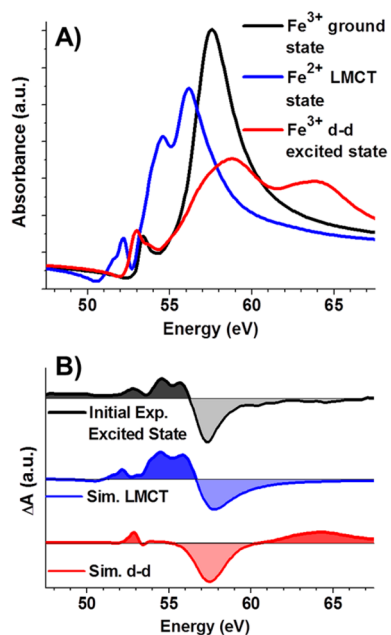 A)
Fe³⁺ ground
state
Fe²⁺ LMCT
state
Fe³⁺ d-d
excited state
Absorbance (a.u.)
50 55 60 65
Energy (eV)
B)
Initial Exp.
Excited State
Sim. LMCT
Sim. d-d
ΔA (a.u.)
50 55 60 65
Energy (eV)